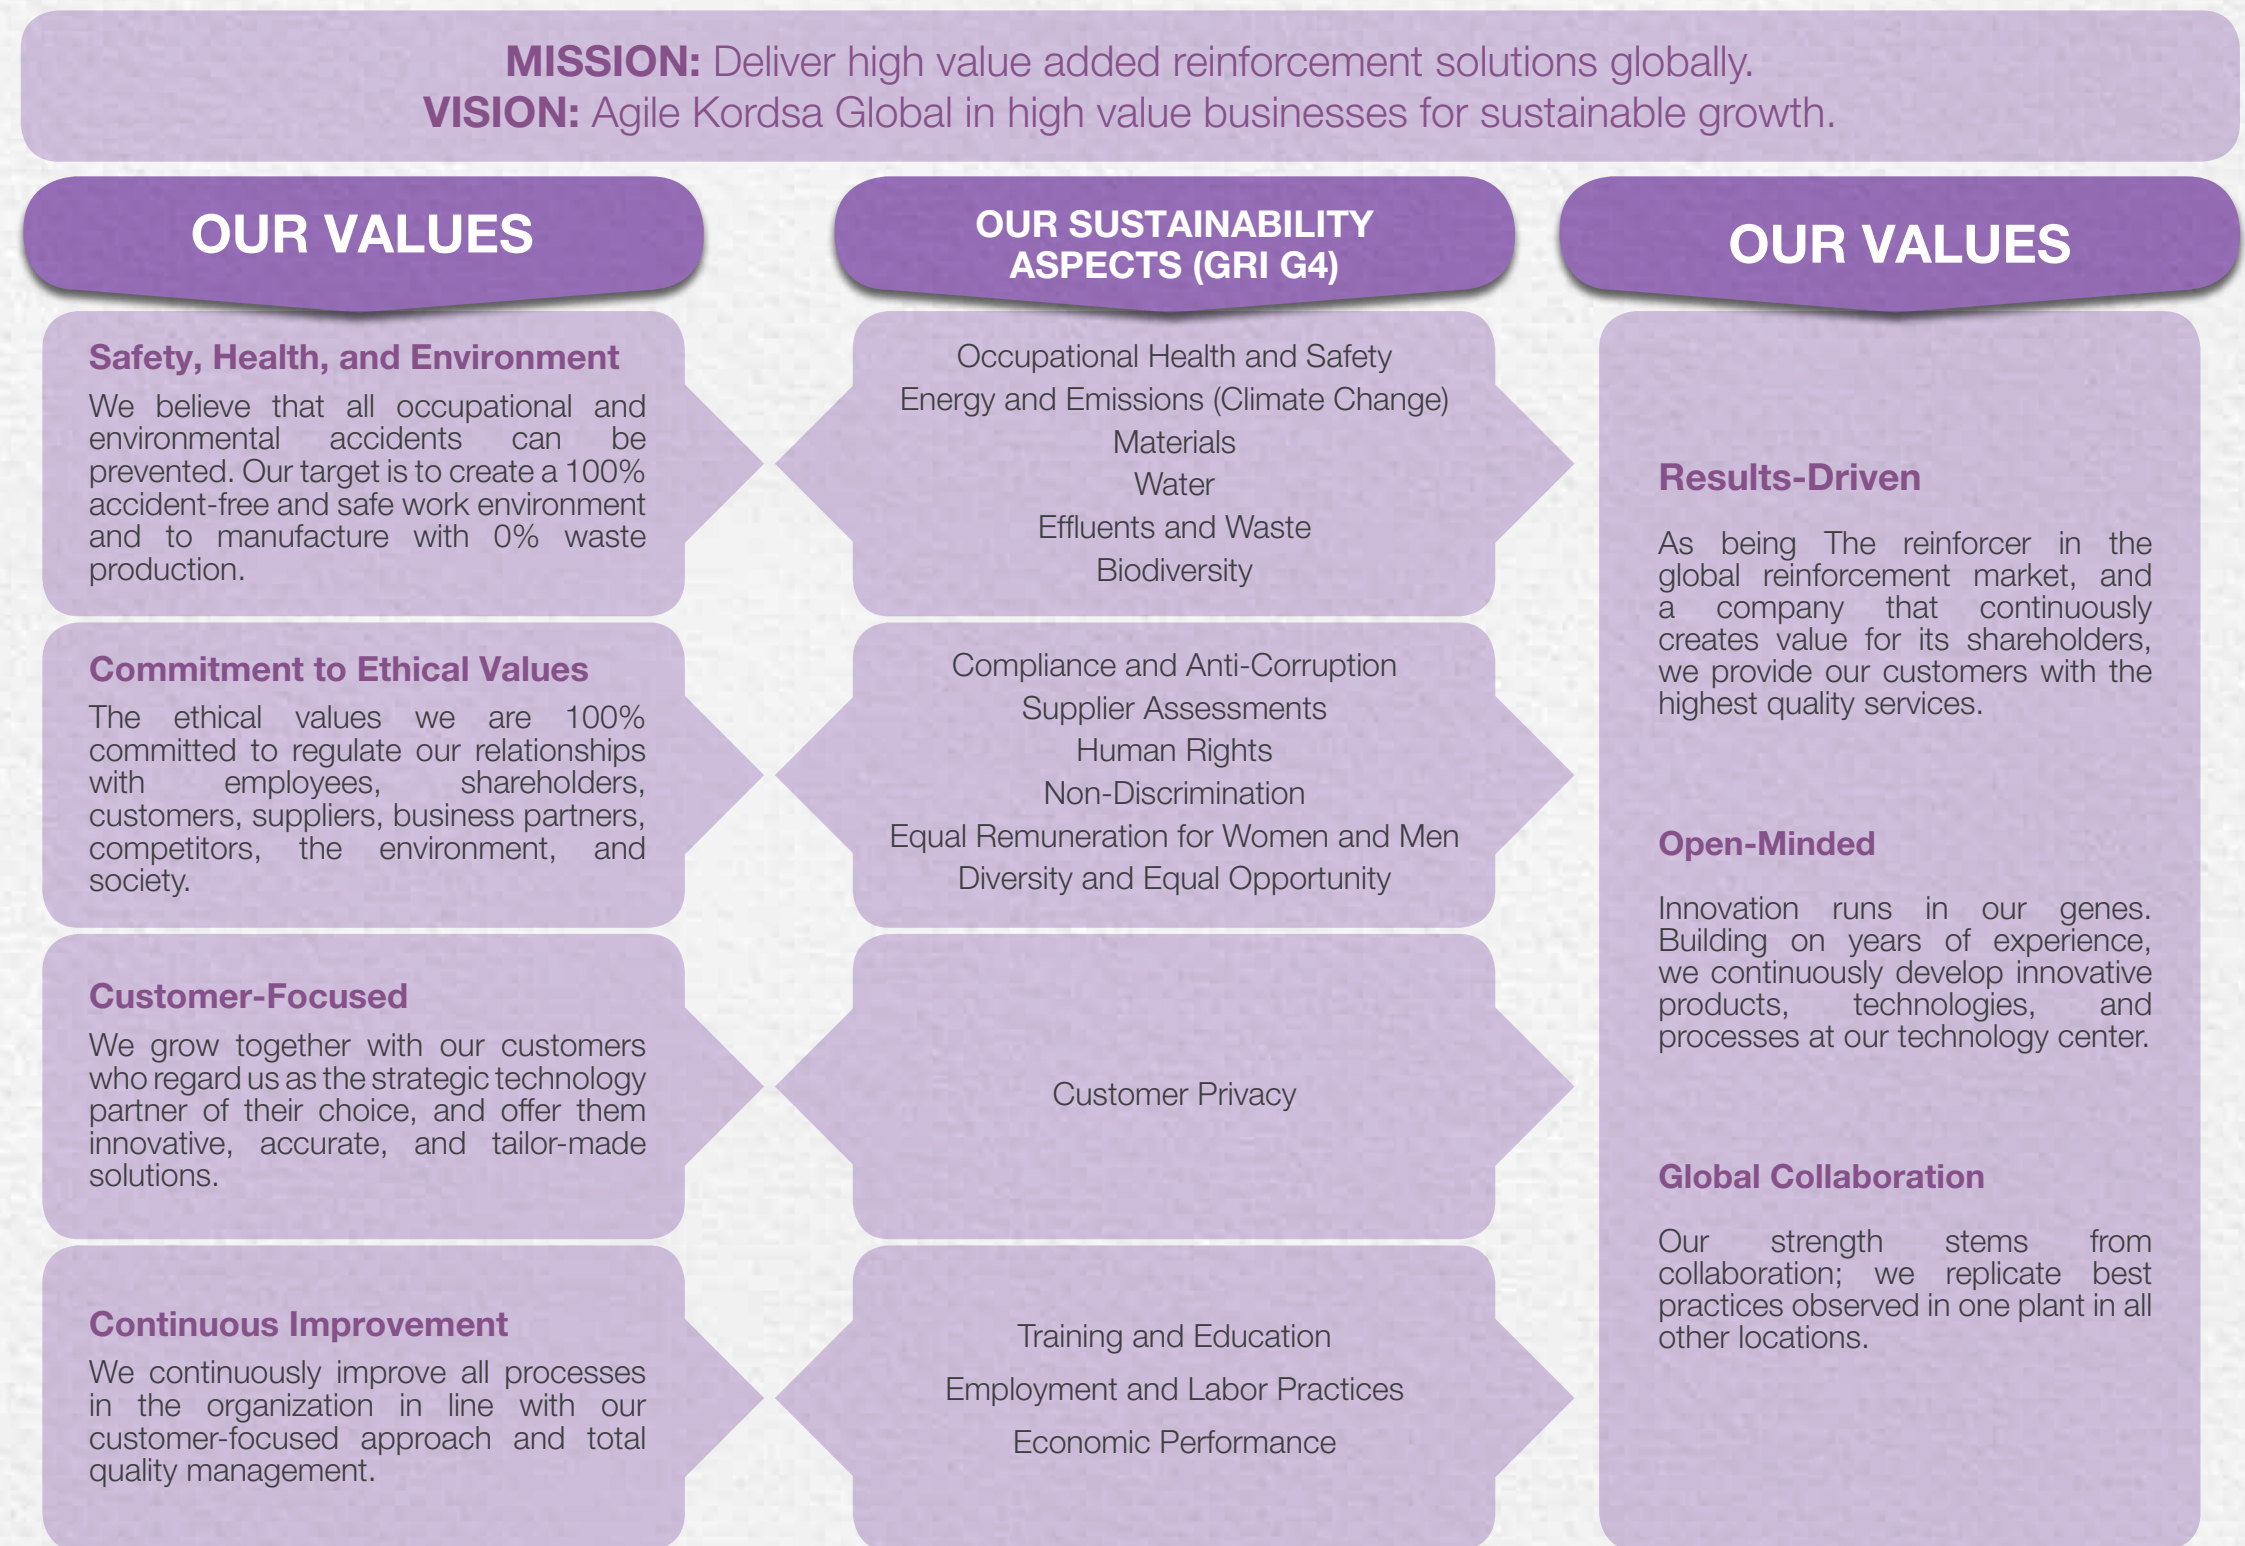 MISSION: Deliver high value added reinforcement solutions globally.
VISION: Agile Kordsa Global in high value businesses for sustainable growth.
OUR VALUES
Safety, Health, and Environment
We believe that all occupational and
environmental accidents can be
prevented. Our target is to create a 100%
accident-free and safe work environment
and to manufacture with 0% waste
production.
Commitment to Ethical Values
The ethical values we are 100%
committed to regulate our relationships
with employees, shareholders,
customers, suppliers, business partners,
competitors, the environment, and
society.
Customer-Focused
We grow together with our customers
who regard us as the strategic technology
partner of their choice, and offer them
innovative, accurate, and tailor-made
solutions.
Continuous Improvement
We continuously improve all processes
in the organization in line with our
customer-focused approach and total
quality management.
OUR SUSTAINABILITY
ASPECTS (GRI G4)
Occupational Health and Safety
Energy and Emissions (Climate Change)
Materials
Water
Effluents and Waste
Biodiversity
Compliance and Anti-Corruption
Supplier Assessments
Human Rights
Non-Discrimination
Equal Remuneration for Women and Men
Diversity and Equal Opportunity
Customer Privacy
Training and Education
Employment and Labor Practices
Economic Performance
OUR VALUES
Results-Driven
As being The reinforcer in the
global reinforcement market, and
a company that continuously
creates value for its shareholders,
we provide our customers with the
highest quality services.
Open-Minded
Innovation runs in our genes.
Building on years of experience,
we continuously develop innovative
products, technologies, and
processes at our technology center.
Global Collaboration
Our strength stems from
collaboration; we replicate best
practices observed in one plant in all
other locations.